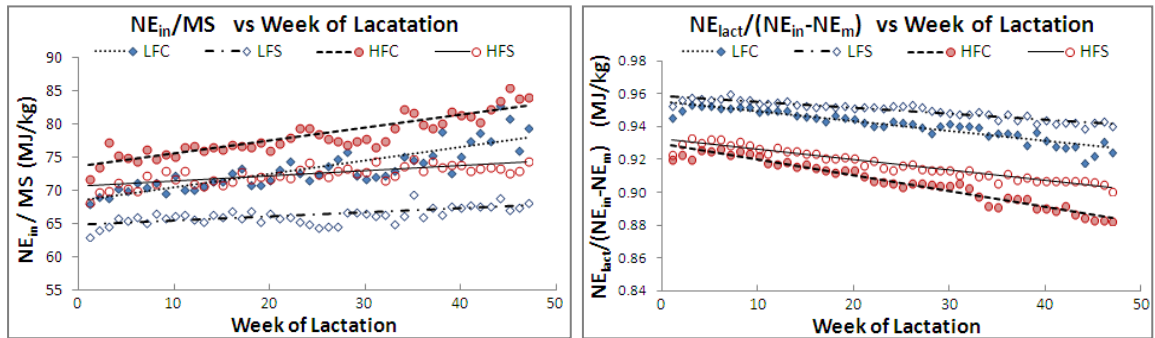 NEin/MS vs Week of Lacatation
LFC LFS HFC HFS
NEin/ MS (MJ/kg)
90
85
80
75
70
65
60
55
0 10 20 30 40 50
Week of Lactation
NElact/(NEin-NEm) vs Week of Lactation
LFC LFS HFC HFS
NElact/(NEin-NEm) (MJ/kg)
0.98
0.96
0.94
0.92
0.90
0.88
0.86
0.84
0 10 20 30 40 50
Week of Lactation